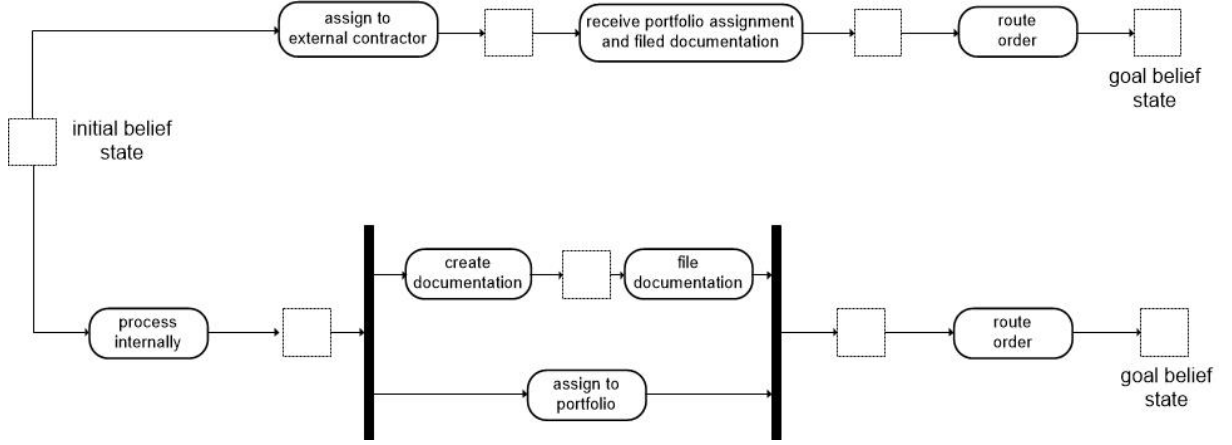 assign to
external contractor
receive portfolio assignment
and filed documentation
route
order
goal belief
state
initial belief
state
create
documentation
file
documentation
process
internally
route
order
assign to
portfolio
goal belief
state